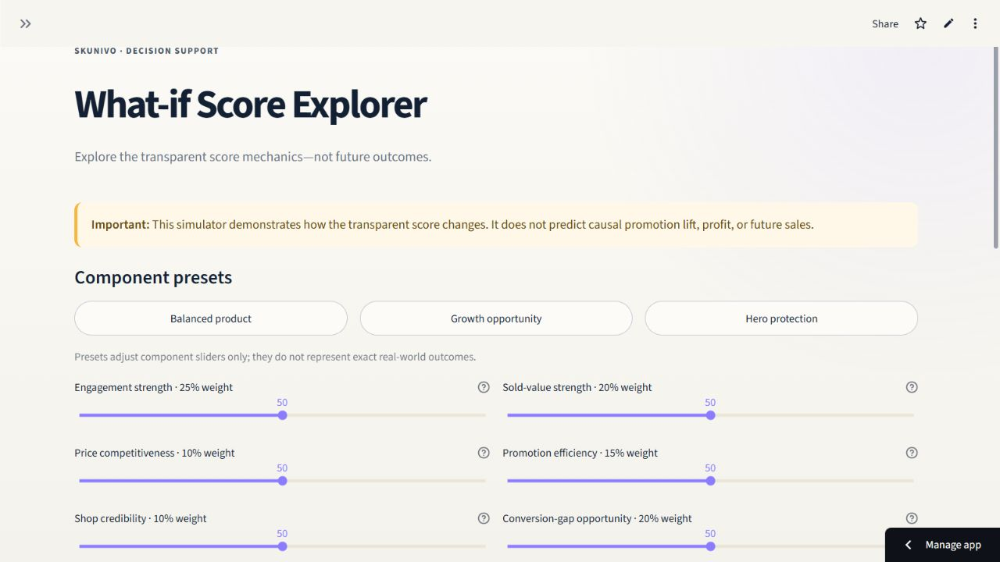 Share
SKUNIVO · DECISION SUPPORT
What-if Score Explorer
Explore the transparent score mechanics—not future outcomes.
Important: This simulator demonstrates how the transparent score changes. It does not predict causal promotion lift, profit, or future sales.
Component presets
Balanced product
Growth opportunity
Hero protection
Presets adjust component sliders only; they do not represent exact real-world outcomes.
Engagement strength · 25% weight
50
Sold-value strength · 20% weight
50
Price competitiveness · 10% weight
50
Promotion efficiency · 15% weight
50
Shop credibility · 10% weight
50
Conversion-gap opportunity · 20% weight
50
Manage app